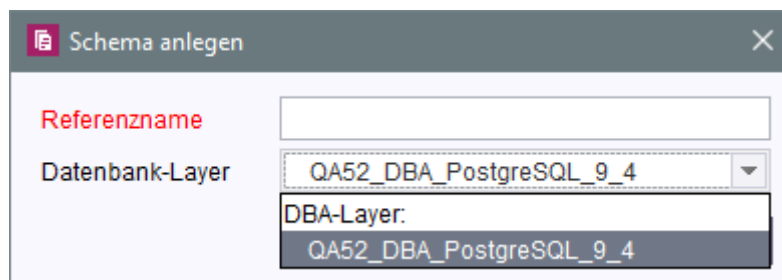 Schema anlegen
Referenzname
Datenbank-Layer QA52_DBA_PostgreSQL_9_4
DBA-Layer:
QA52_DBA_PostgreSQL_9_4